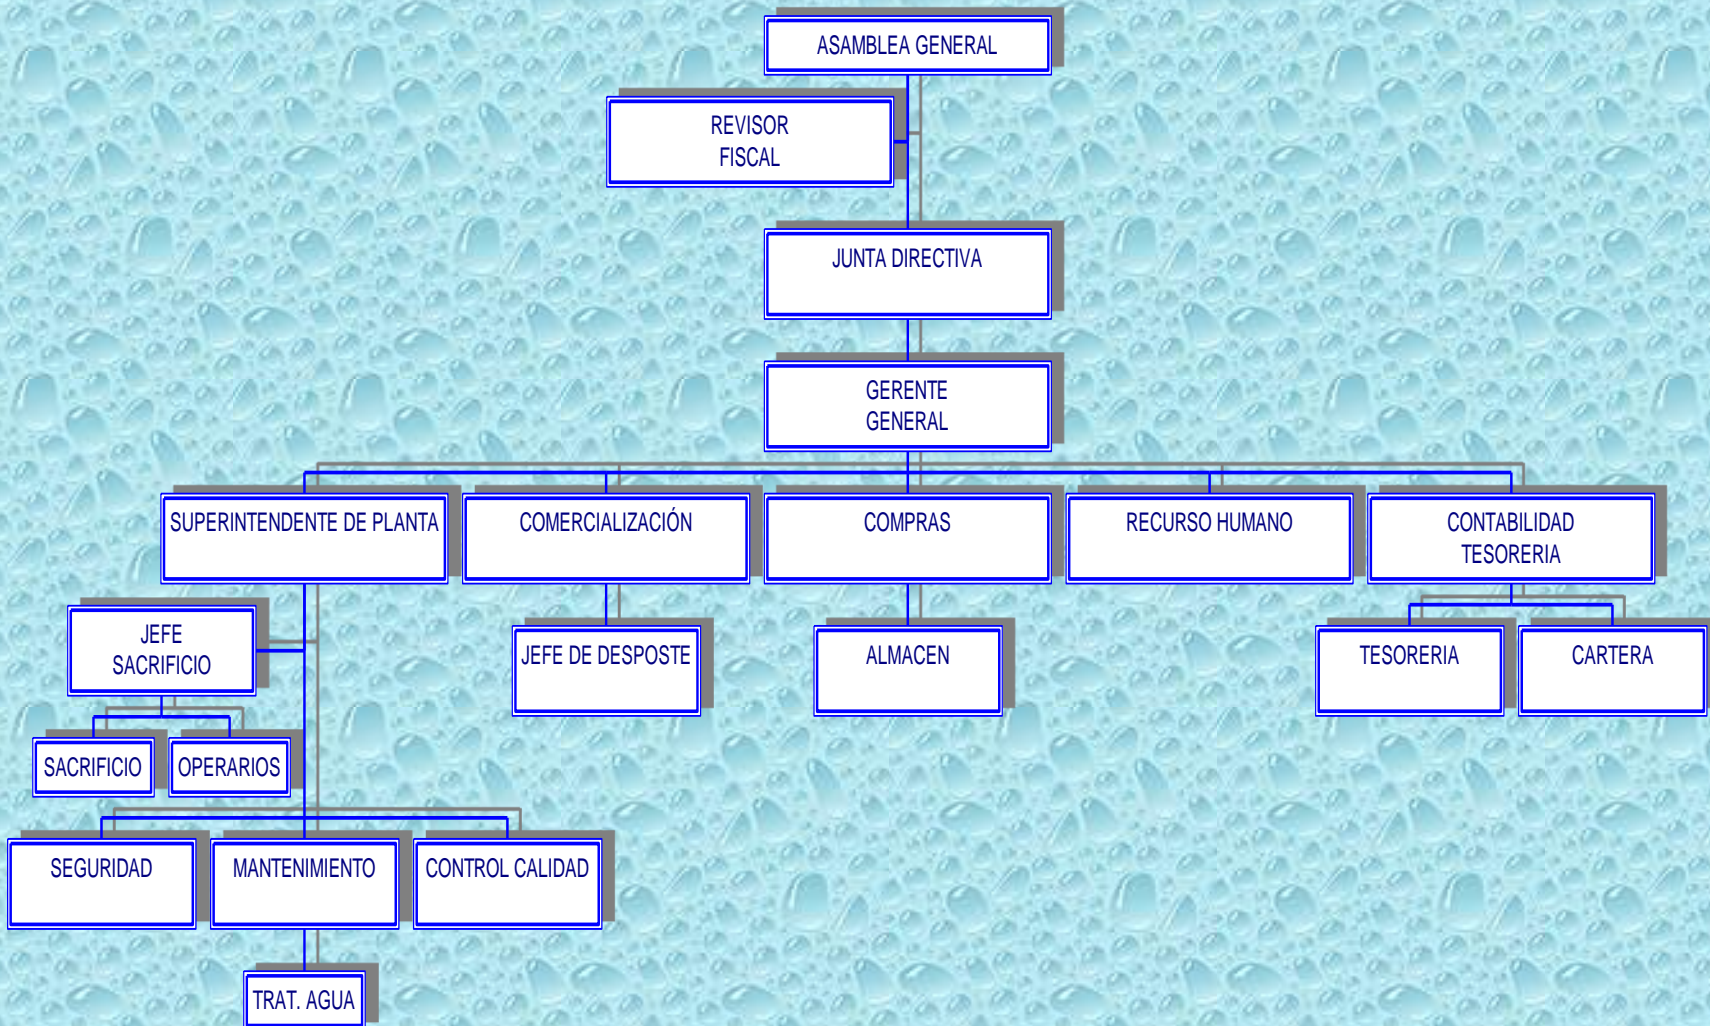 ASAMBLEA GENERAL
REVISOR
FISCAL
JUNTA DIRECTIVA
GERENTE
GENERAL
SUPERINTENDENTE DE PLANTA
COMERCIALIZACIÓN
COMPRAS
RECURSO HUMANO
CONTABILIDAD
TESORERIA
JEFE
SACRIFICIO
JEFE DE DESPOSTE
ALMACEN
TESORERIA
CARTERA
SACRIFICIO
OPERARIOS
SEGURIDAD
MANTENIMIENTO
CONTROL CALIDAD
TRAT. AGUA